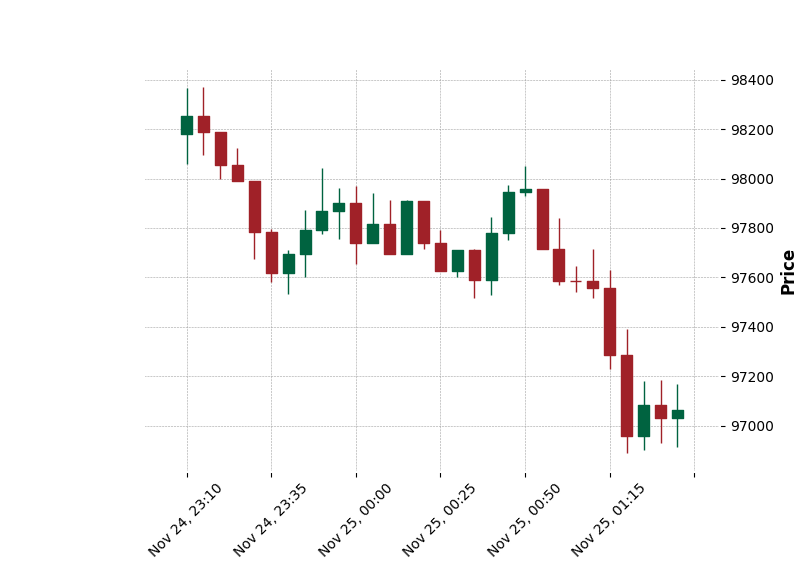 98400
98200
98000
97800
97600
97400
97200
97000
Price
Nov 24, 23:10
Nov 24, 23:35
Nov 25, 00:00
Nov 25, 00:25
Nov 25, 00:50
Nov 25, 01:15